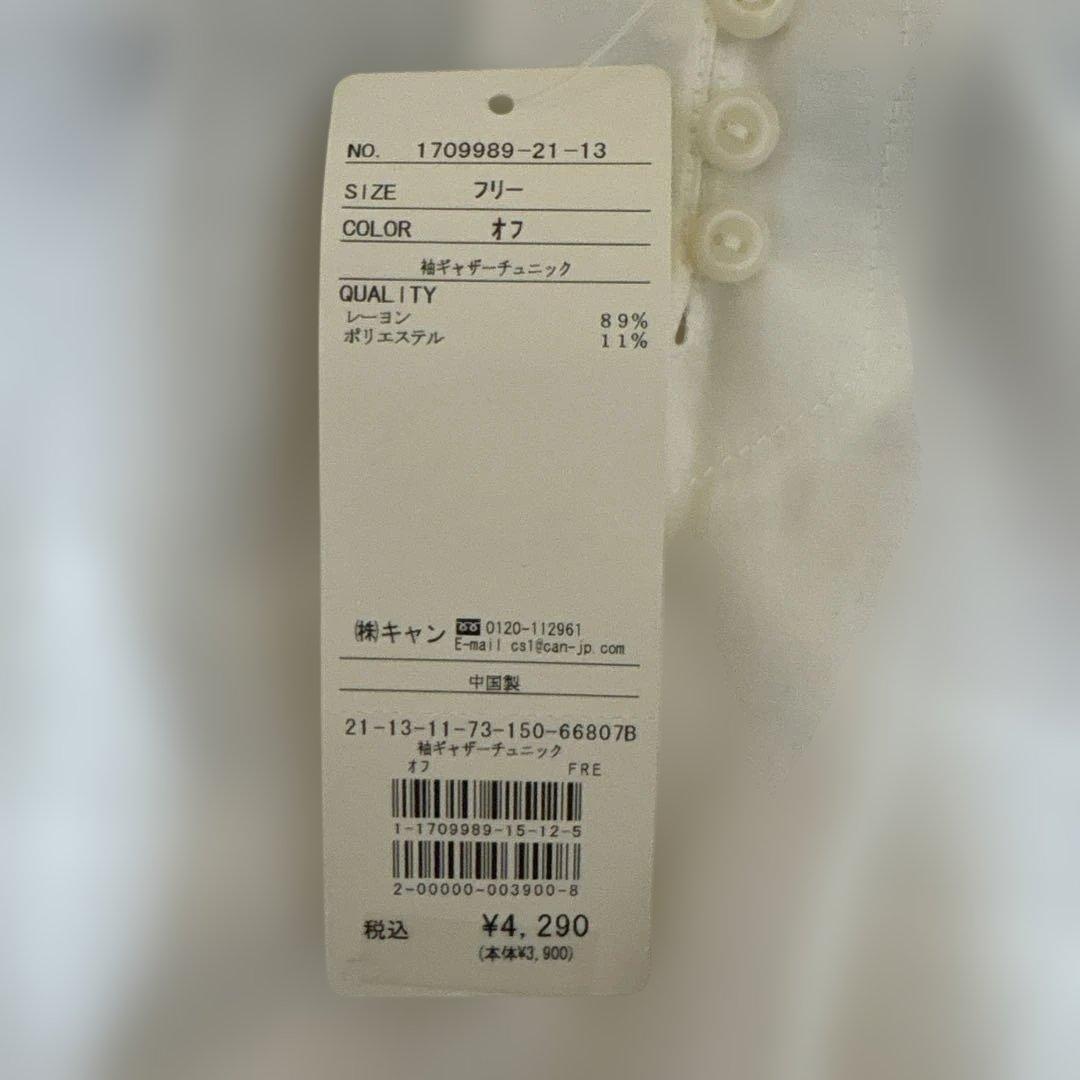 NO. 1709989-21-13
SIZE フリー
COLOR オフ
袖ギャザーチュニック
QUALITY
レーヨン 89%
ポリエステル 11%
㈱キャン 0120-112961
E-mail cs1@can-jp.com
中国製
21-13-11-73-150-66807B
袖ギャザーチュニック
オフ FRE
1-1709989-15-12-5
2-00000-003900-8
税込 ¥4,290
(本体¥3,900)